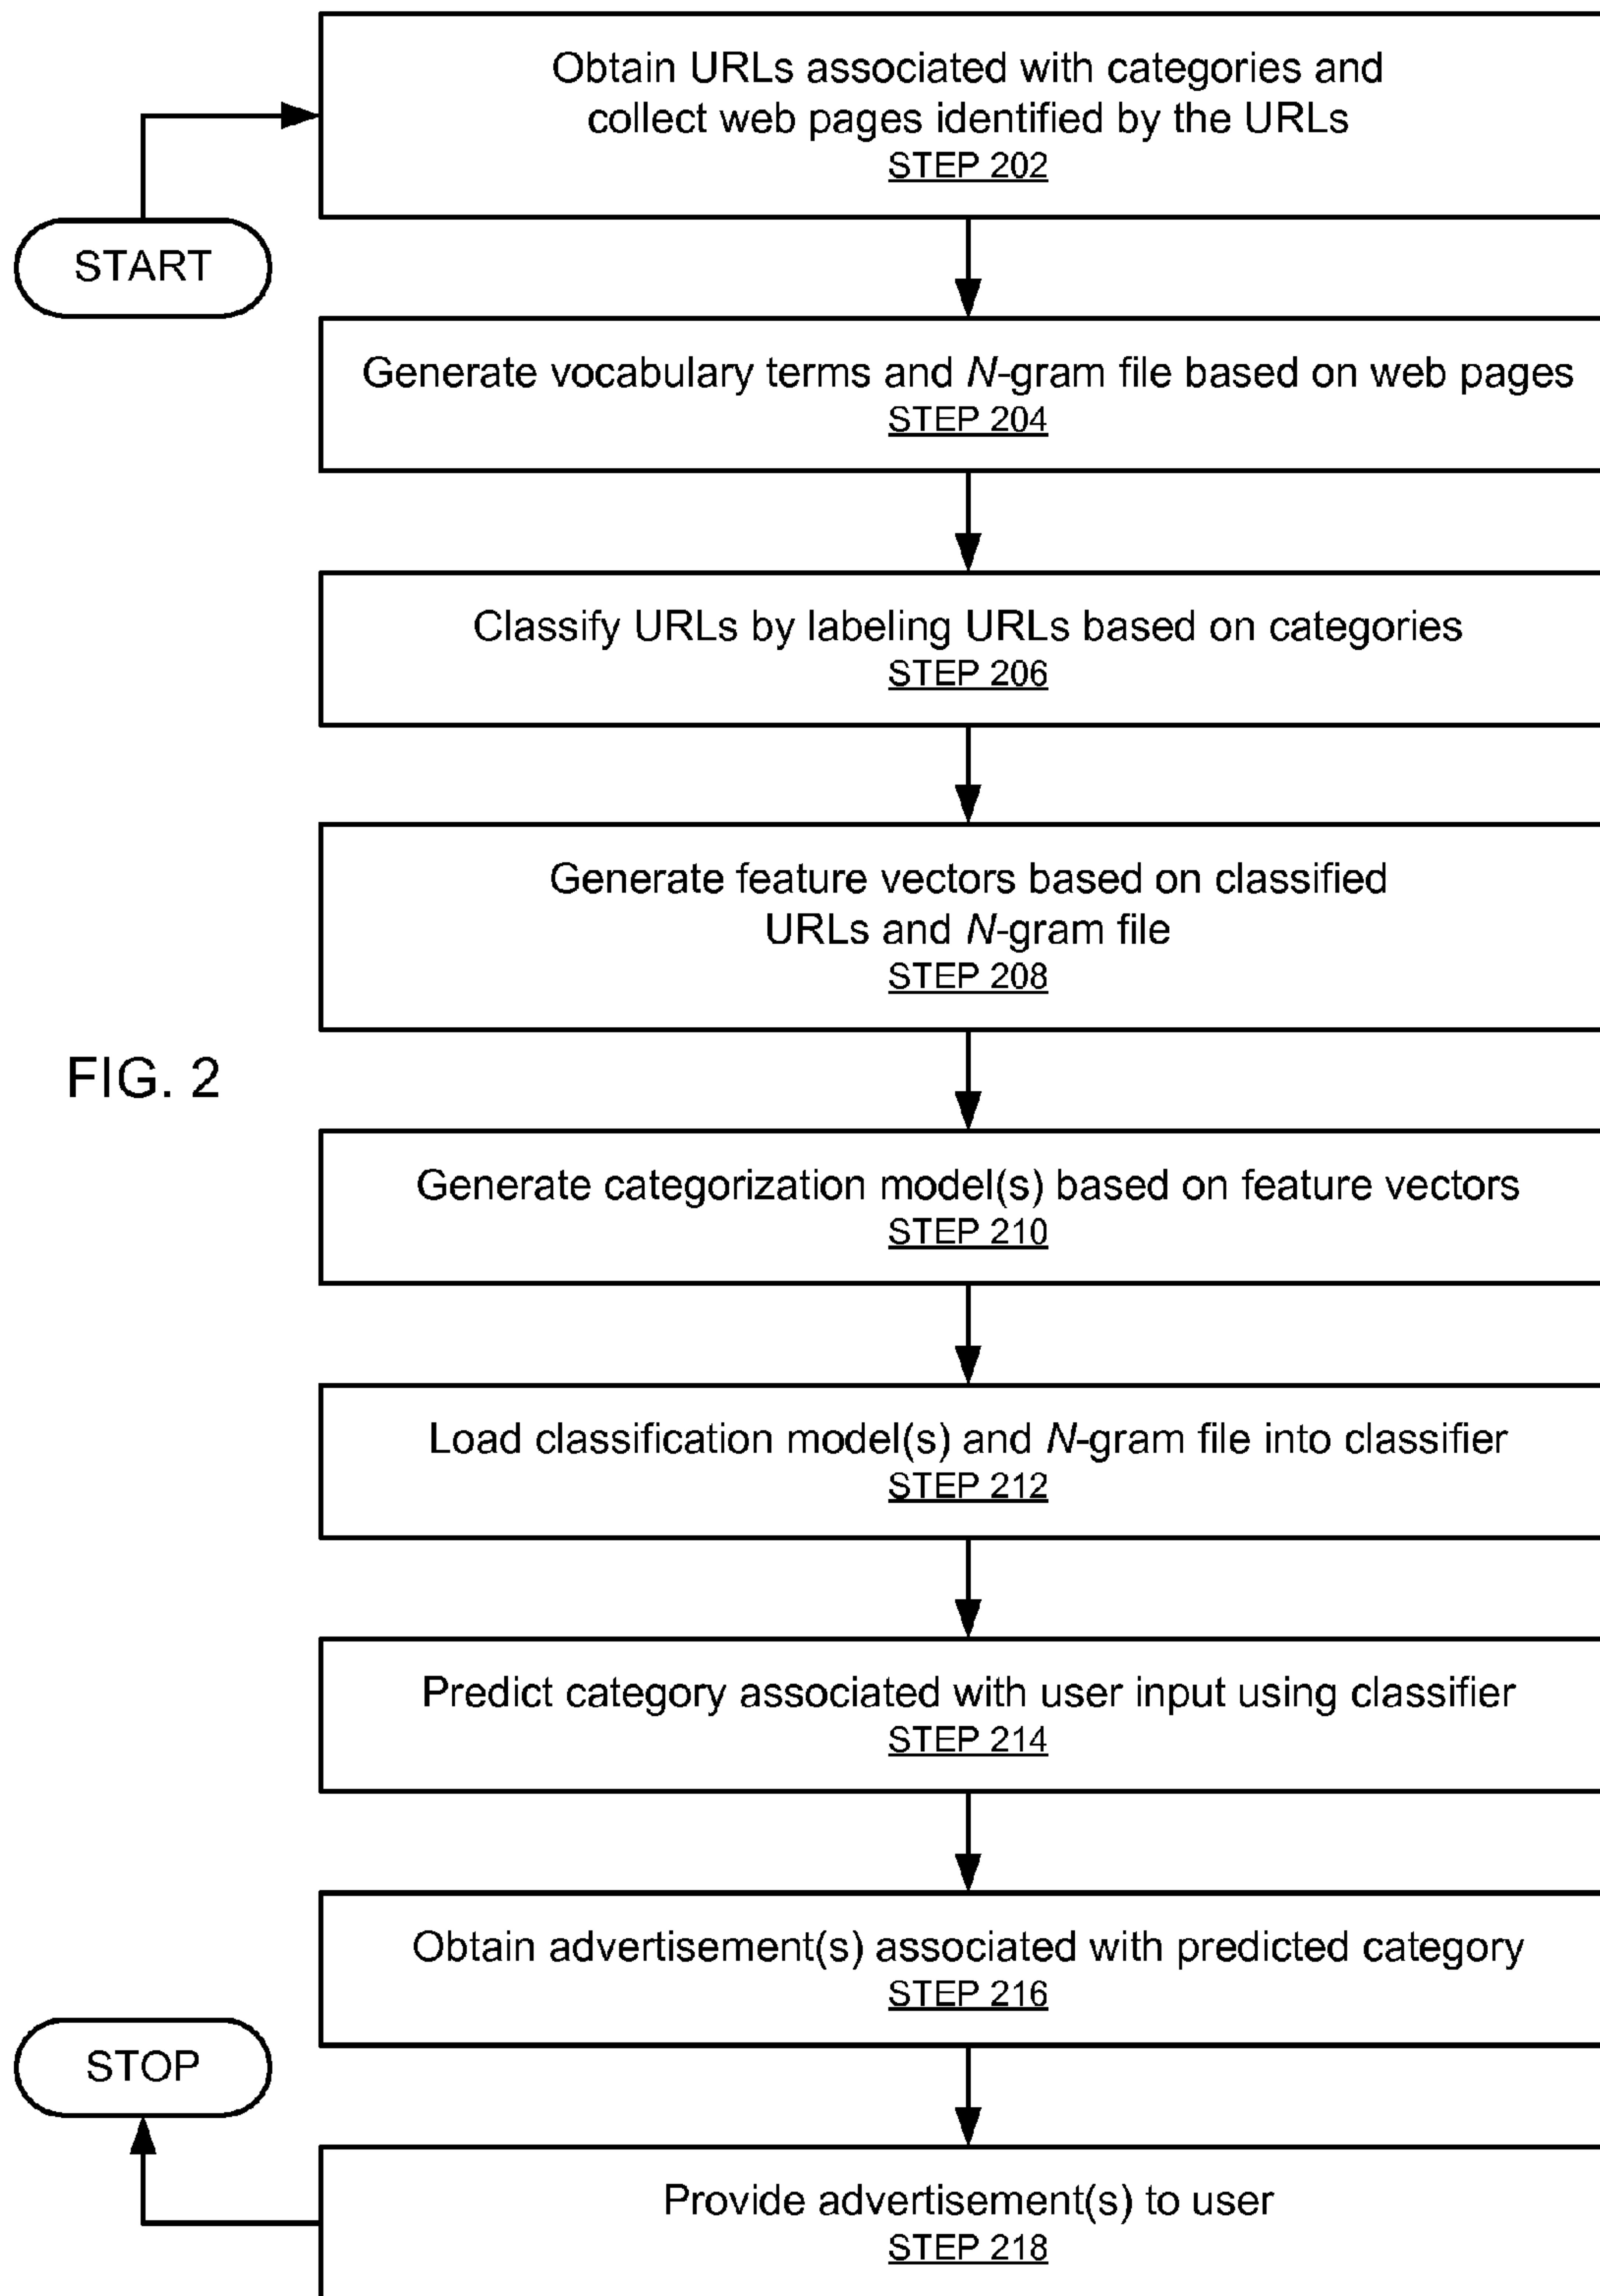 Obtain URLs associated with categories and
collect web pages identified by the URLs
STEP 202
START
Generate vocabulary terms and N-gram file based on web pages
STEP 204
Classify URLs by labeling URLs based on categories
STEP 206
Generate feature vectors based on classified
URLs and N-gram file
STEP 208
FIG. 2
Generate categorization model(s) based on feature vectors
STEP 210
Load classification model(s) and N-gram file into classifier
STEP 212
Predict category associated with user input using classifier
STEP 214
Obtain advertisement(s) associated with predicted category
STEP 216
STOP
Provide advertisement(s) to user
STEP 218